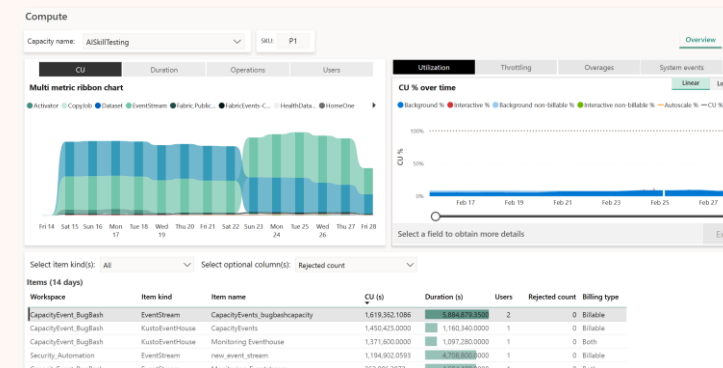 Compute
Capacity name: AISkillTesting SKU: P1 Overview
CU Duration Operations Users
Utilization Throttling Overages System events
Multi metric ribbon chart
CU % over time
Linear
Activator CopyJob Dataset EventStream Fabric.Public... FabricEvents-C... HealthData... HomeOne
Background % Interactive % Background non-billable % Interactive non-billable % Autoscale % CU %
100%
50%
0%
CU %
Fri 14 Sat 15 Sun 16 Mon 17 Tue 18 Wed 19 Thu 20 Fri 21 Sat 22 Sun 23 Mon 24 Tue 25 Wed 26 Thu 27 Fri 28
Feb 17 Feb 19 Feb 21 Feb 23 Feb 25 Feb 27
Select a field to obtain more details
Select item kind(s): All Select optional column(s): Rejected count
Items (14 days)
Workspace Item kind Item name CU (s) Duration (s) Users Rejected count Billing type
CapacityEvent_BugBash EventStream CapacityEvents_bugbashcapacity 1,619,362.1086 5,884,879.3500 2 0 Billable
CapacityEvent_BugBash KustoEventHouse CapacityEvents 1,450,425.0000 1,160,340.0000 1 0 Billable
CapacityEvent_BugBash KustoEventHouse Monitoring Eventhouse 1,371,600.0000 1,097,280.0000 1 0 Both
Security_Automation EventStream new_event_stream 1,194,902.0593 4,708,800.0000 1 0 Billable